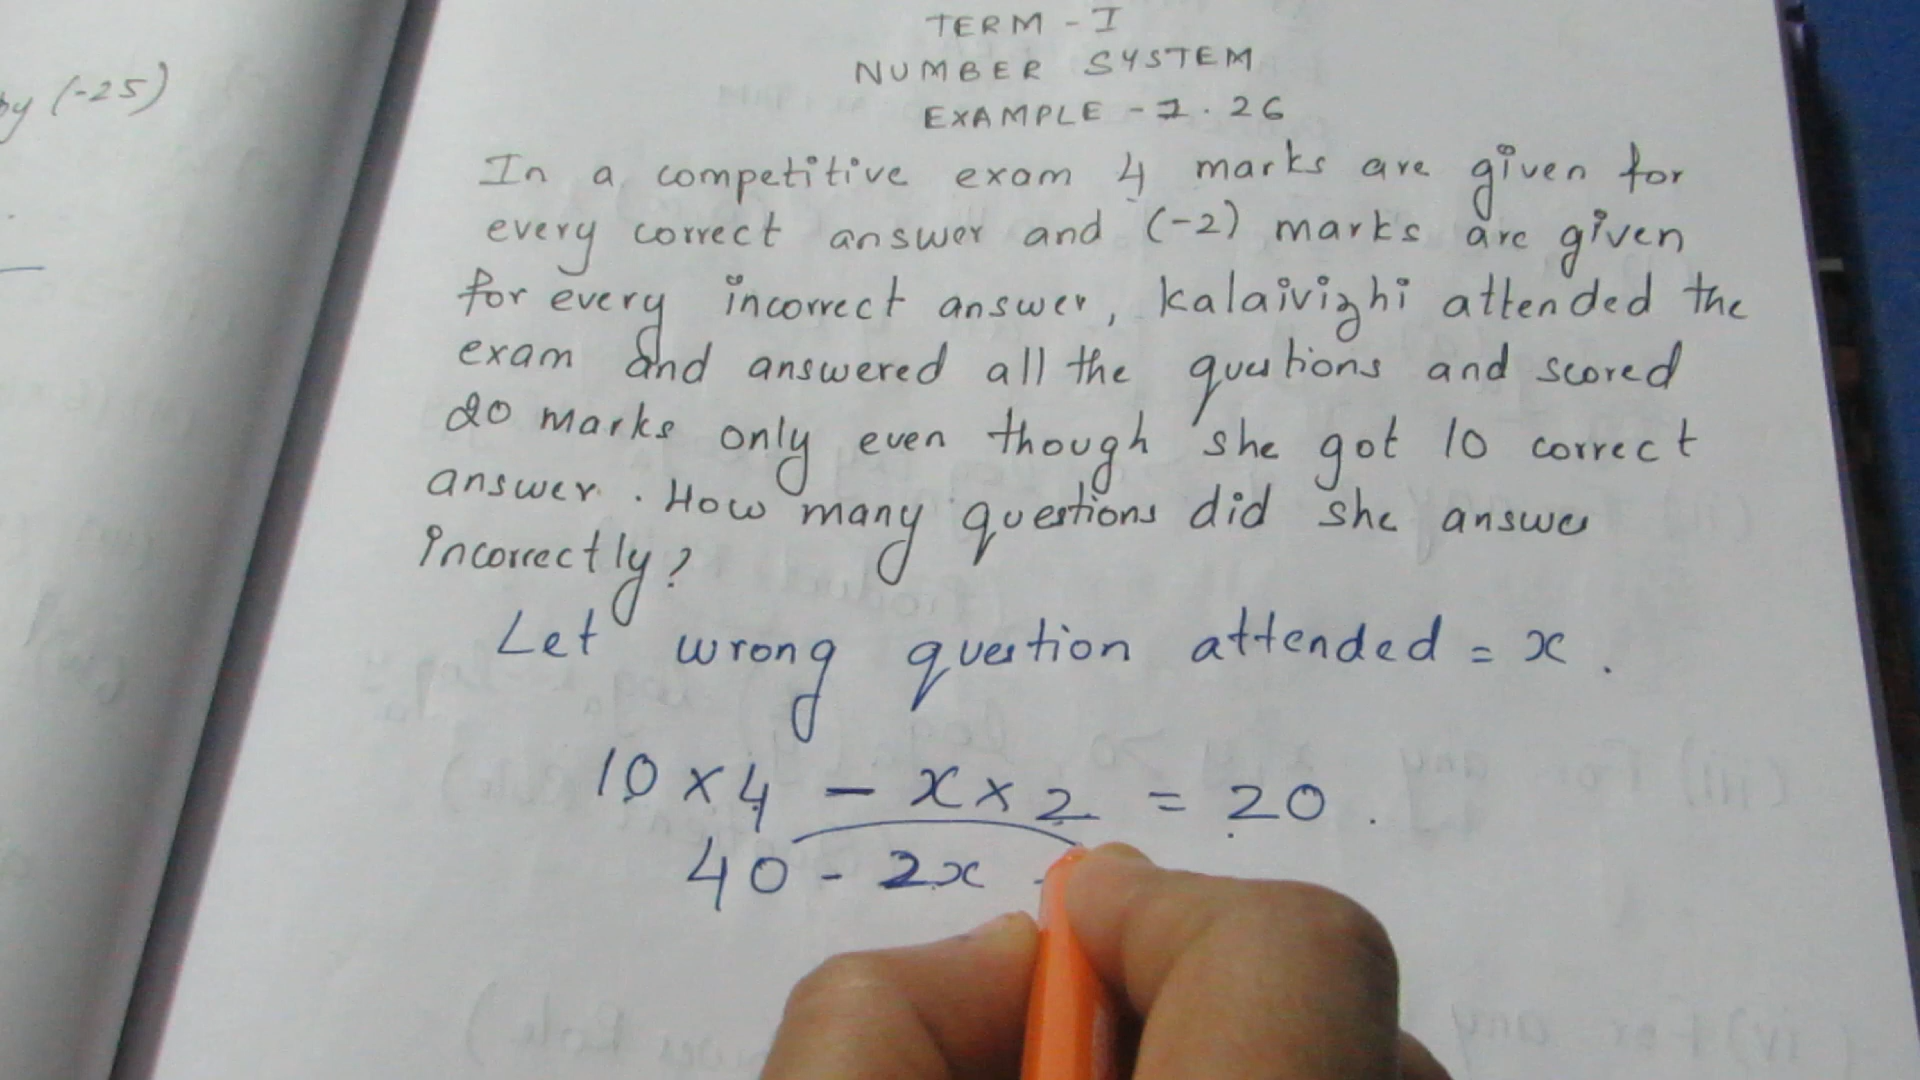 by (-25)
TERM - I
NUMBER SYSTEM
EXAMPLE - 1.26
In a competitive exam 4 marks are given for
every correct answer and (-2) marks are given
for every incorrect answer, Kalaivizhi attended the
exam and answered all the questions and scored
20 marks only even though she got 10 correct
answer. How many questions did she answer
incorrectly?
Let wrong question attended = x.
10 × 4 - x × 2 = 20.
40 - 2x